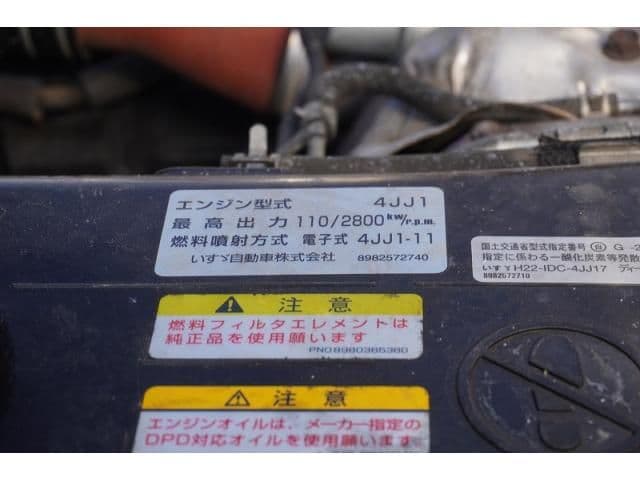 エンジン型式 4JJ1
最高出力 110/2800 kW/r.p.m.
燃料噴射方式 電子式 4JJ1-11
いすゞ自動車株式会社 8982572740
国土交通省型式指定番号 自 G -2
指定に係わる一酸化炭素等発散
いすゞH22-IDC-4JJ17 ディー
8982572710
⚠ 注意
燃料フィルタエレメントは
純正品を使用願います
PNO8980365380
⚠ 注意
エンジンオイルは、メーカー指定の
DPD対応オイルを使用願います